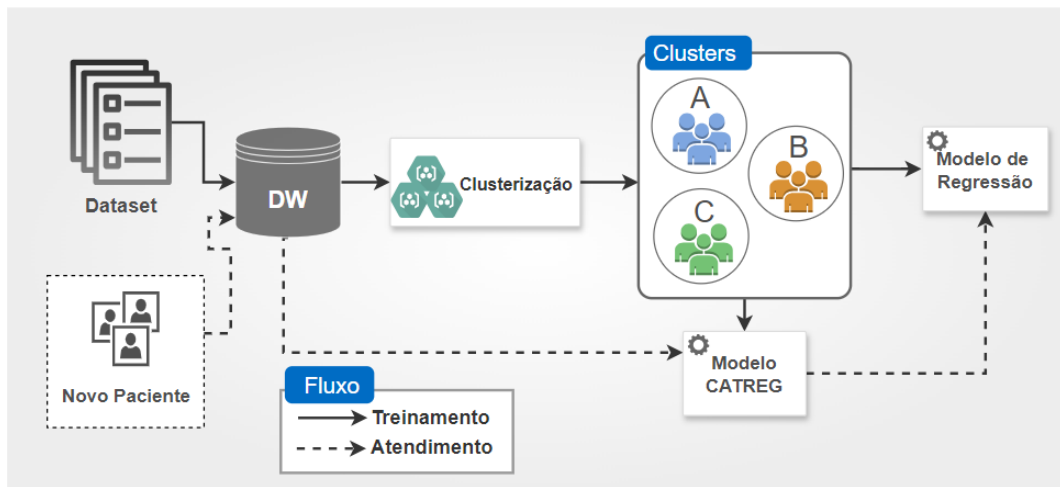 Dataset
DW
Novo Paciente
Clusterização
Clusters
A
B
C
Modelo de
Regressão
Modelo
CATREG
Fluxo
Treinamento
Atendimento